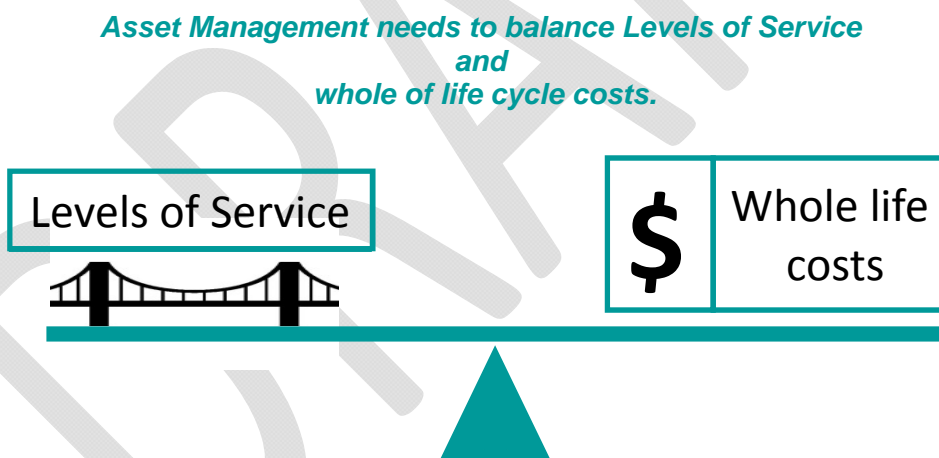 Asset Management needs to balance Levels of Service
and
whole of life cycle costs.
Levels of Service
$
Whole life
costs